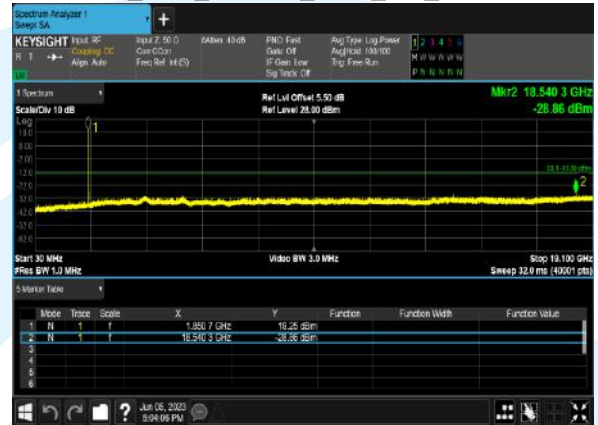 Spectrum Analyzer 1
Swept SA
+
KEYSIGHT Input: RF Input Z: 50 Ω #Atten: 40 dB PNO: Fast Avg Type: Log-Power 1 2 3 4 5 6
R T Coupling: DC Corr CCorr Gate: Off Avg|Hold: 100/100 M W W W W W
Align: Auto Freq Ref: Int (S) IF Gain: Low Trig: Free Run P N N N N N
Sig Track: Off
1 Spectrum Ref Lvl Offset 5.50 dB Mkr2 18.540 3 GHz
Scale/Div 10 dB Ref Level 28.00 dBm -28.86 dBm
Log
18.0
8.00
-2.00
-12.0
-22.0
-32.0
-42.0
-52.0
-62.0
1
2
Start 30 MHz Video BW 3.0 MHz Stop 19.100 GHz
#Res BW 1.0 MHz Sweep 32.0 ms (40001 pts)
5 Marker Table
Mode Trace Scale X Y Function Function Width Function Value
1 N 1 f 1.850 7 GHz 19.25 dBm
2 N 1 f 18.540 3 GHz -28.86 dBm
3
4
5
6
? Jun 05, 2023
5:04:06 PM